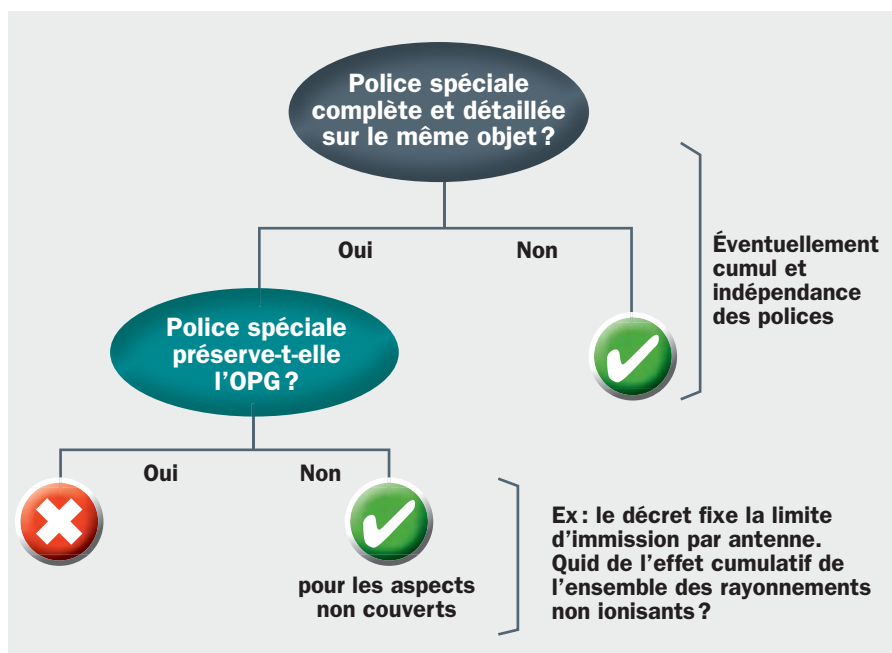 Police spéciale
complète et détaillée
sur le même objet ?
Oui
Non
Éventuellement
cumul et
indépendance
des polices
Police spéciale
préserve-t-elle
l'OPG ?
Oui
Non
pour les aspects
non couverts
Ex : le décret fixe la limite
d'immission par antenne.
Quid de l'effet cumulatif de
l'ensemble des rayonnements
non ionisants ?